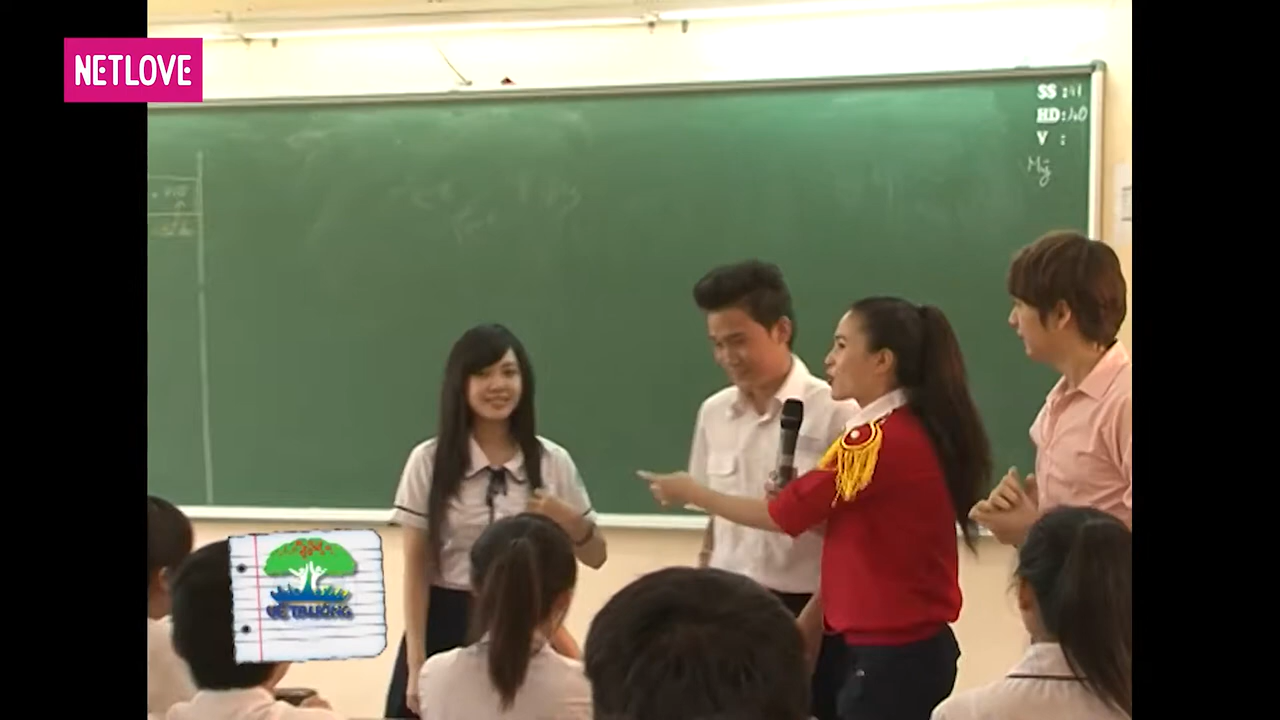 NETLOVE
SS : 41
HD : 40
V :
Mỹ
VỀ TRƯỜNG